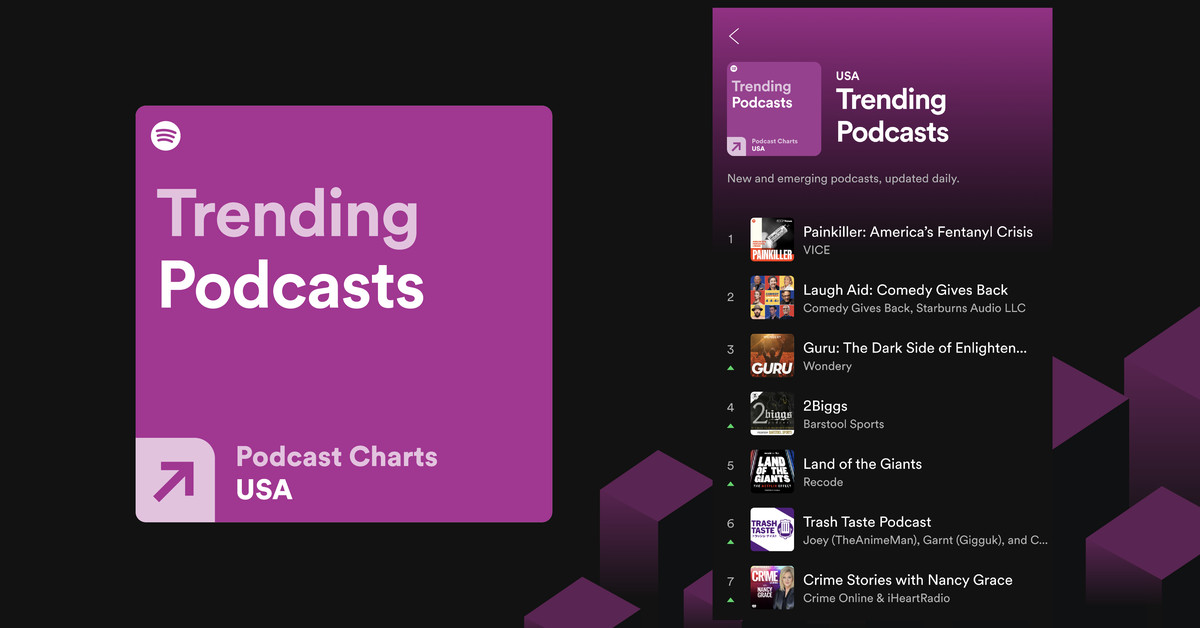 Trending
Podcasts
Podcast Charts
USA
Trending
Podcasts
Podcast Charts
USA
USA
Trending
Podcasts
New and emerging podcasts, updated daily.
1
PAINKILLER
Painkiller: America’s Fentanyl Crisis
VICE
2
Laugh Aid: Comedy Gives Back
Comedy Gives Back, Starburns Audio LLC
3
GURU
Guru: The Dark Side of Enlighten...
Wondery
4
2biggs
2Biggs
Barstool Sports
5
LAND
OF THE
GIANTS
Land of the Giants
Recode
6
TRASH
TASTE
Trash Taste Podcast
Joey (TheAnimeMan), Garnt (Gigguk), and C...
7
CRIME
NANCY
GRACE
Crime Stories with Nancy Grace
Crime Online & iHeartRadio